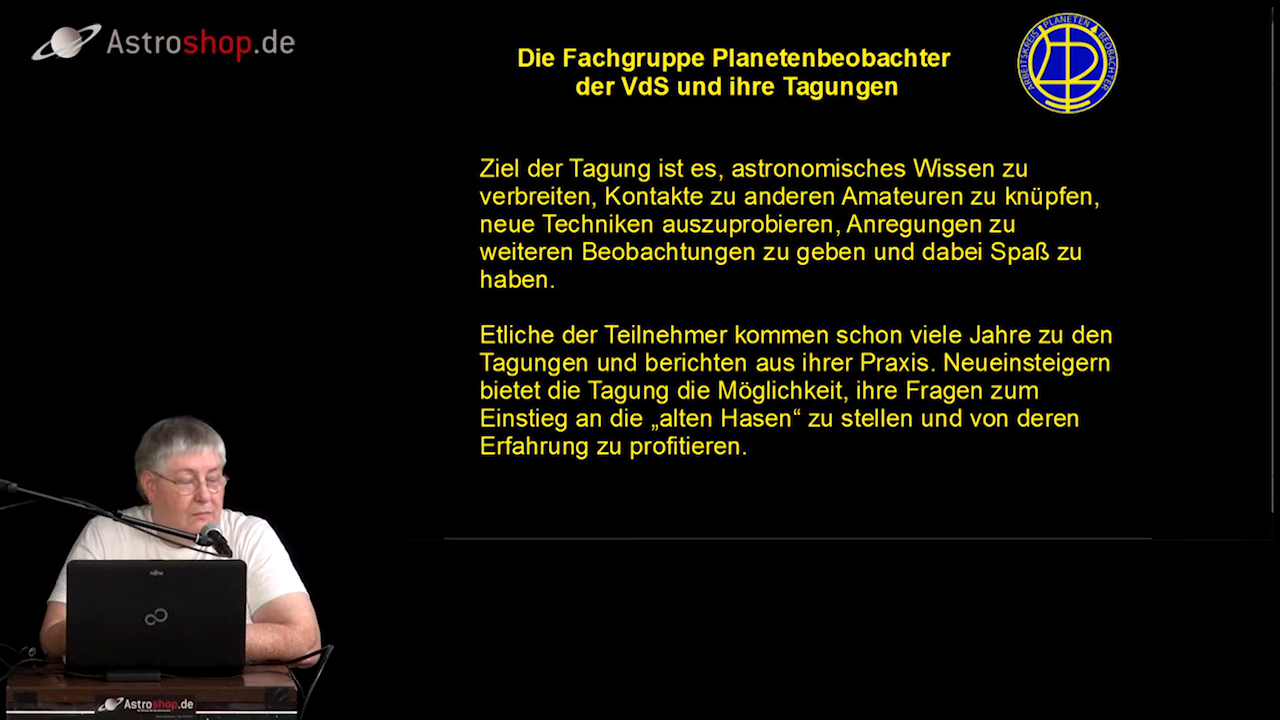 Astroshop.de
Die Fachgruppe Planetenbeobachter
der VdS und ihre Tagungen
ARBEITSKREIS PLANETEN BEOBACHTER
Ziel der Tagung ist es, astronomisches Wissen zu
verbreiten, Kontakte zu anderen Amateuren zu knüpfen,
neue Techniken auszuprobieren, Anregungen zu
weiteren Beobachtungen zu geben und dabei Spaß zu
haben.
Etliche der Teilnehmer kommen schon viele Jahre zu den
Tagungen und berichten aus ihrer Praxis. Neueinsteigern
bietet die Tagung die Möglichkeit, ihre Fragen zum
Einstieg an die „alten Hasen“ zu stellen und von deren
Erfahrung zu profitieren.
FUJITSU
Astroshop.de